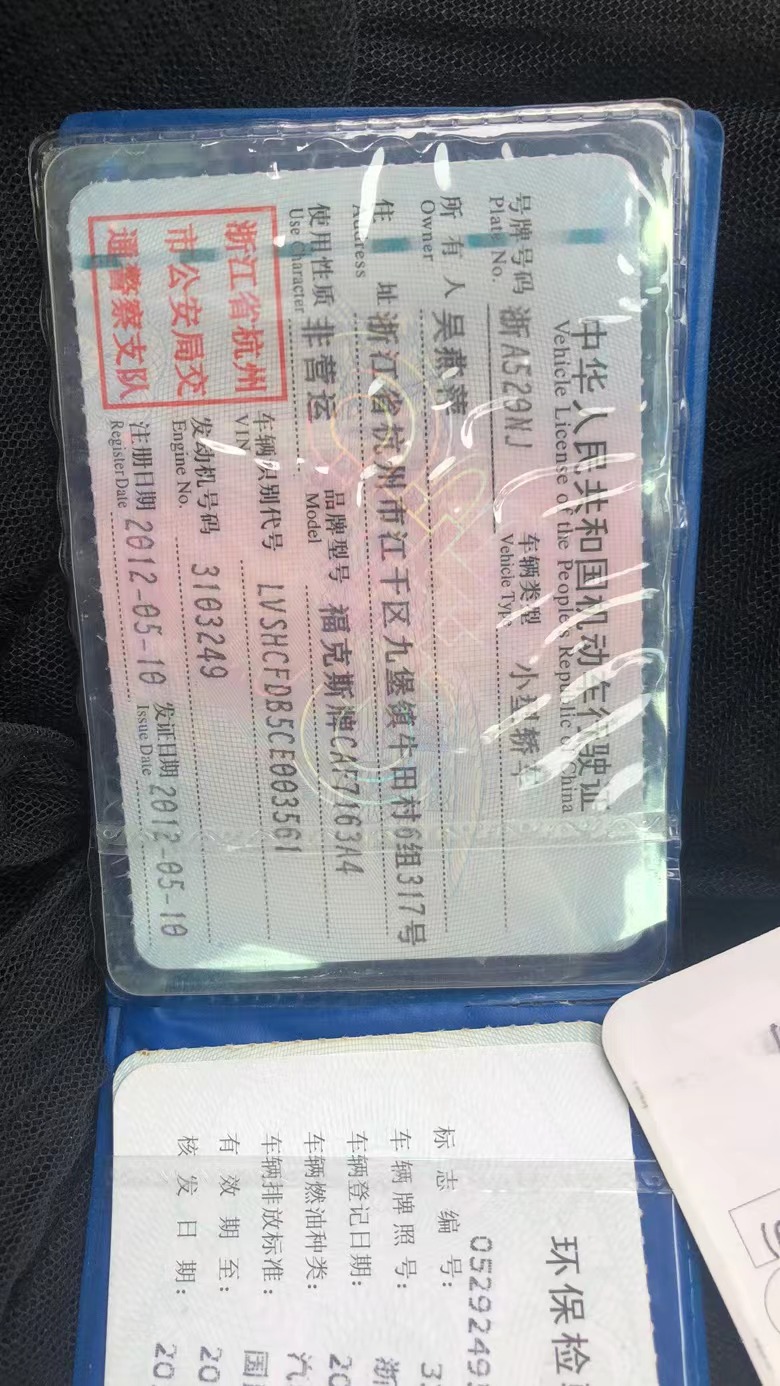 中华人民共和国机动车行驶证
Vehicle License of the People's Republic of China
号牌号码 浙A529NJ 车辆类型 小型轿车
Plate No. Vehicle Type
所有人 吴燕萍
Owner
住址 浙江省杭州市江干区九堡镇牛田村6组317号
Address
使用性质 非营运 品牌型号 福克斯牌CAF7163A4
Use Character Model
浙江省杭州
市公安局交
通警察支队
车辆识别代号 LVSHCFDB5CE003561
VIN
发动机号码 3103249
Engine No.
注册日期 2012-05-10 发证日期 2012-05-10
Register Date Issue Date
环保检
0529249
标志编号: 3
车辆牌照号: 浙
车辆登记日期: 20
车辆燃油种类: 汽
车辆排放标准: 国
有效期至: 20
核发日期: 20